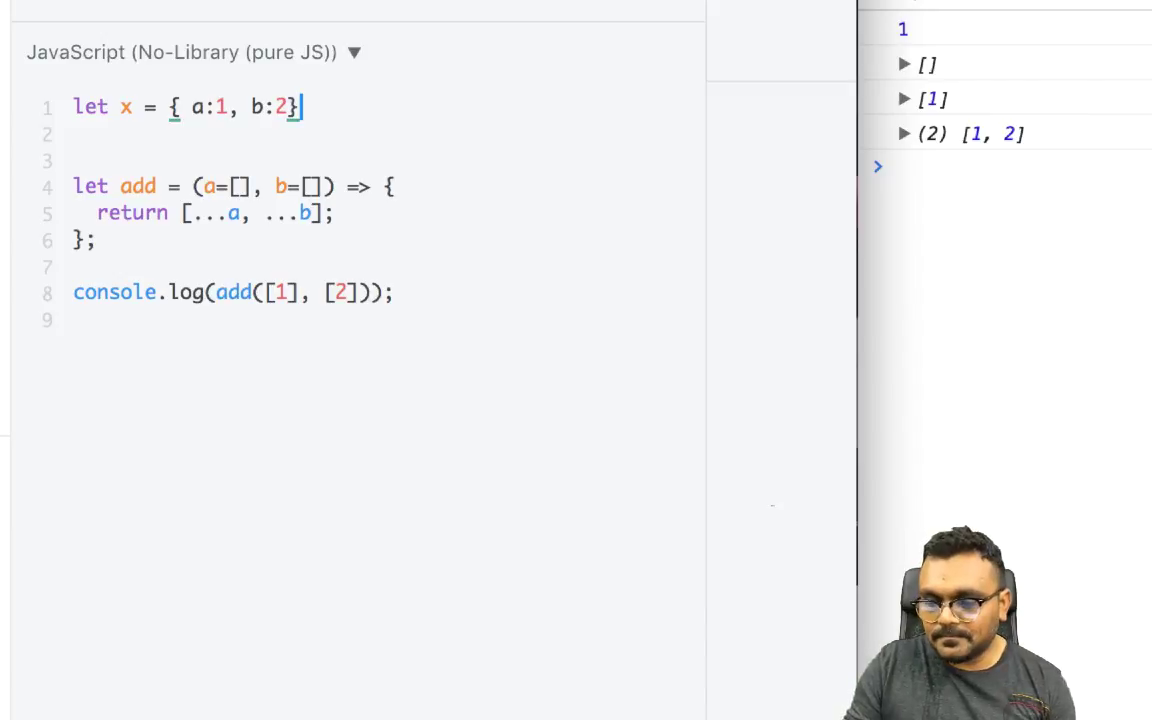 JavaScript (No-Library (pure JS)) ▼
1 let x = { a:1, b:2}
2
3
4 let add = (a=[], b=[]) => {
5   return [...a, ...b];
6 };
7
8 console.log(add([1], [2]));
9
1
▶ []
▶ [1]
▶ (2) [1, 2]
>